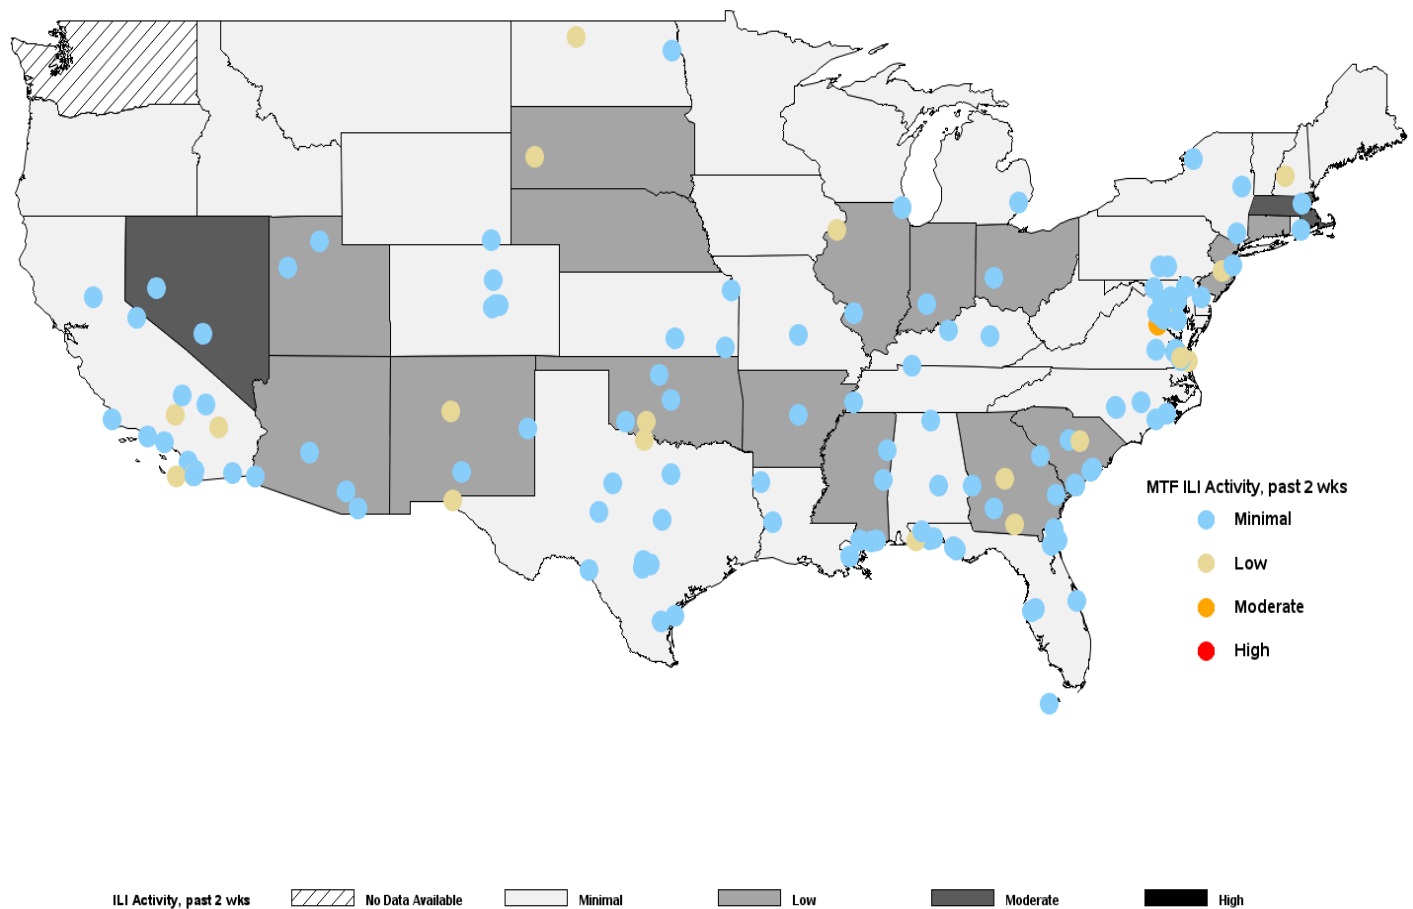 MTF ILI Activity, past 2 wks
Minimal
Low
Moderate
High
ILI Activity, past 2 wks No Data Available Minimal Low Moderate High